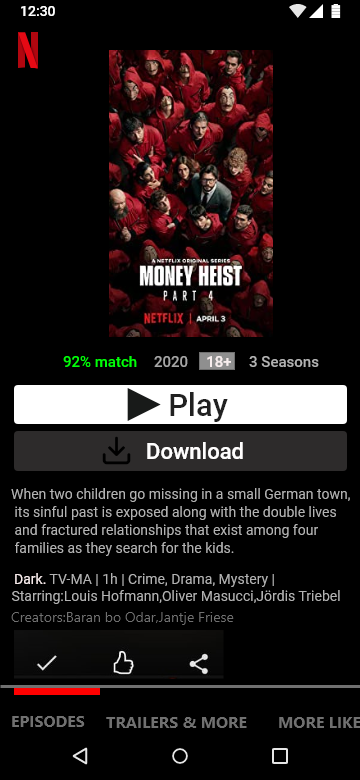 12:30
N
A NETFLIX ORIGINAL SERIES
MONEY HEIST
PART 4
NETFLIX | APRIL 3
92% match 2020 18+ 3 Seasons
Play
Download
When two children go missing in a small German town,
its sinful past is exposed along with the double lives
and fractured relationships that exist among four
families as they search for the kids.
Dark. TV-MA | 1h | Crime, Drama, Mystery |
Starring:Louis Hofmann,Oliver Masucci,Jördis Triebel
Creators:Baran bo Odar,Jantje Friese
EPISODES TRAILERS & MORE MORE LIKE